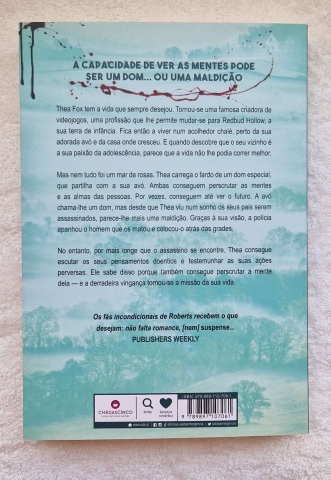 A CAPACIDADE DE VER AS MENTES PODE
SER UM DOM... OU UMA MALDIÇÃO
Thea Fox tem a vida que sempre desejou. Tornou-se uma famosa criadora de
videojogos, uma profissão que lhe permite mudar-se para Redbud Hollow, a
sua terra de infância. Fica então a viver num acolhedor chalé, perto da sua
adorada avó e da casa onde cresceu. E quando descobre que o seu vizinho é
a sua paixão da adolescência, parece que a vida não lhe podia correr melhor.
Mas nem tudo foi um mar de rosas. Thea carrega o fardo de um dom especial,
que partilha com a sua avó. Ambas conseguem perscrutar as mentes
e as almas das pessoas. Por vezes, conseguem até ver o futuro. A avó
chama-lhe um dom, mas desde que Thea viu num sonho os seus pais serem
assassinados, parece-lhe mais uma maldição. Graças à sua visão, a polícia
apanhou o homem que os matou e colocou-o atrás das grades.
No entanto, por mais longe que o assassino se encontre, Thea consegue
escutar os seus pensamentos doentios e testemunhar as suas ações
perversas. Ele sabe disso porque também consegue perscrutar a mente
dela — e a derradeira vingança tornou-se a missão da sua vida.
Os fãs incondicionais de Roberts recebem o que
desejam: não falta romance, [nem] suspense...
PUBLISHERS WEEKLY
CHÁDASCINCO
9 789897 107061